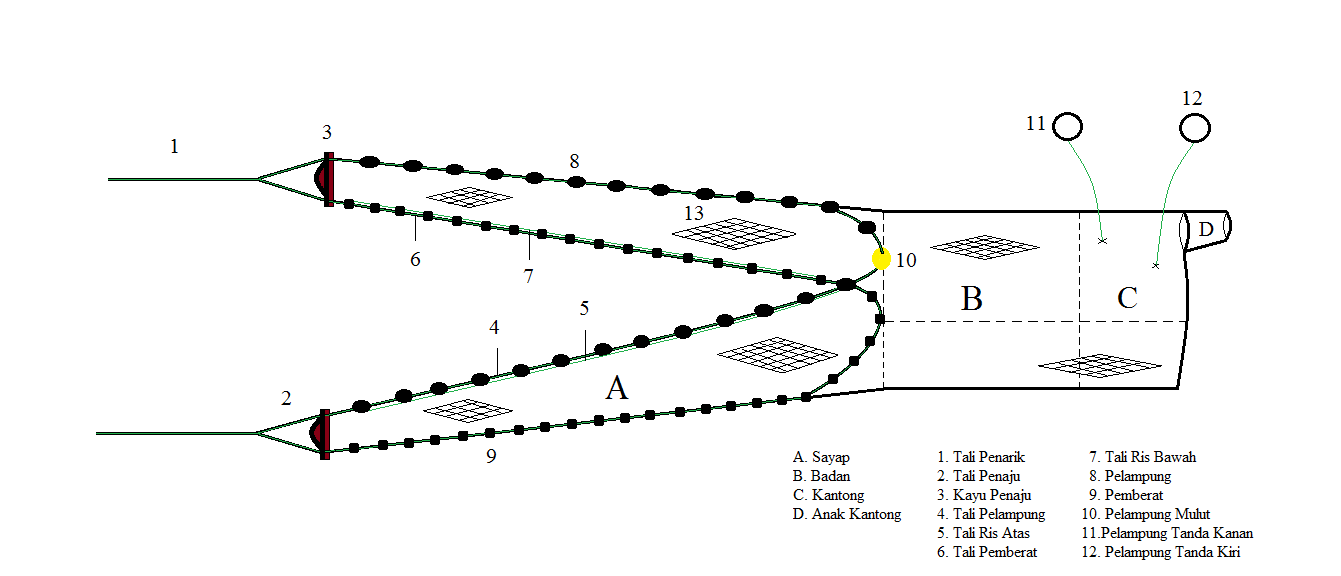 12
11
3
1
8
D
13
6
7
10
B
C
5
4
A
2
9
A. Sayap
B. Badan
C. Kantong
D. Anak Kantong
1. Tali Penarik
2. Tali Penaju
3. Kayu Penaju
4. Tali Pelampung
5. Tali Ris Atas
6. Tali Pemberat
7. Tali Ris Bawah
8. Pelampung
9. Pemberat
10. Pelampung Mulut
11.Pelampung Tanda Kanan
12. Pelampung Tanda Kiri